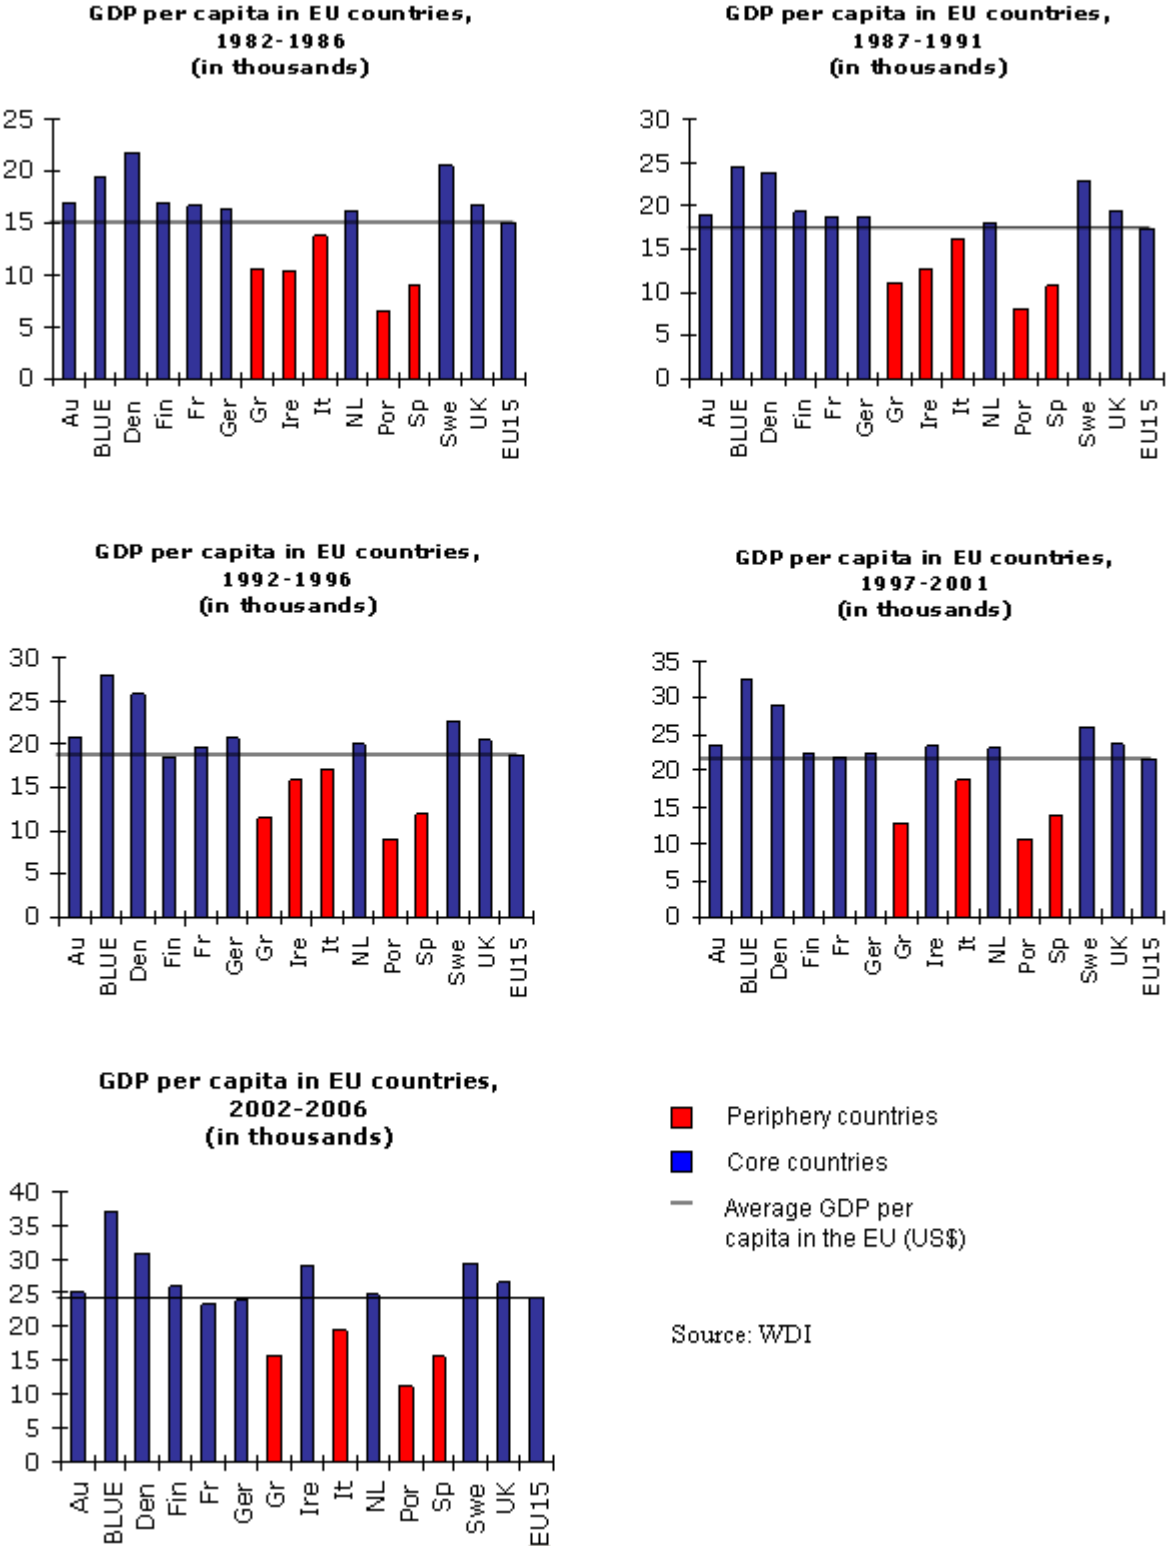 GDP per capita in EU countries,
1982-1986
(in thousands)
25
20
15
10
5
0
Au
BLUE
Den
Fin
Fr
Ger
Gr
Ire
It
NL
Por
Sp
Swe
UK
EU15
GDP per capita in EU countries,
1987-1991
(in thousands)
30
25
20
15
10
5
0
Au
BLUE
Den
Fin
Fr
Ger
Gr
Ire
It
NL
Por
Sp
Swe
UK
EU15
GDP per capita in EU countries,
1992-1996
(in thousands)
30
25
20
15
10
5
0
Au
BLUE
Den
Fin
Fr
Ger
Gr
Ire
It
NL
Por
Sp
Swe
UK
EU15
GDP per capita in EU countries,
1997-2001
(in thousands)
35
30
25
20
15
10
5
0
Au
BLUE
Den
Fin
Fr
Ger
Gr
Ire
It
NL
Por
Sp
Swe
UK
EU15
GDP per capita in EU countries,
2002-2006
(in thousands)
40
35
30
25
20
15
10
5
0
Au
BLUE
Den
Fin
Fr
Ger
Gr
Ire
It
NL
Por
Sp
Swe
UK
EU15
Periphery countries
Core countries
Average GDP per
capita in the EU (US$)
Source: WDI